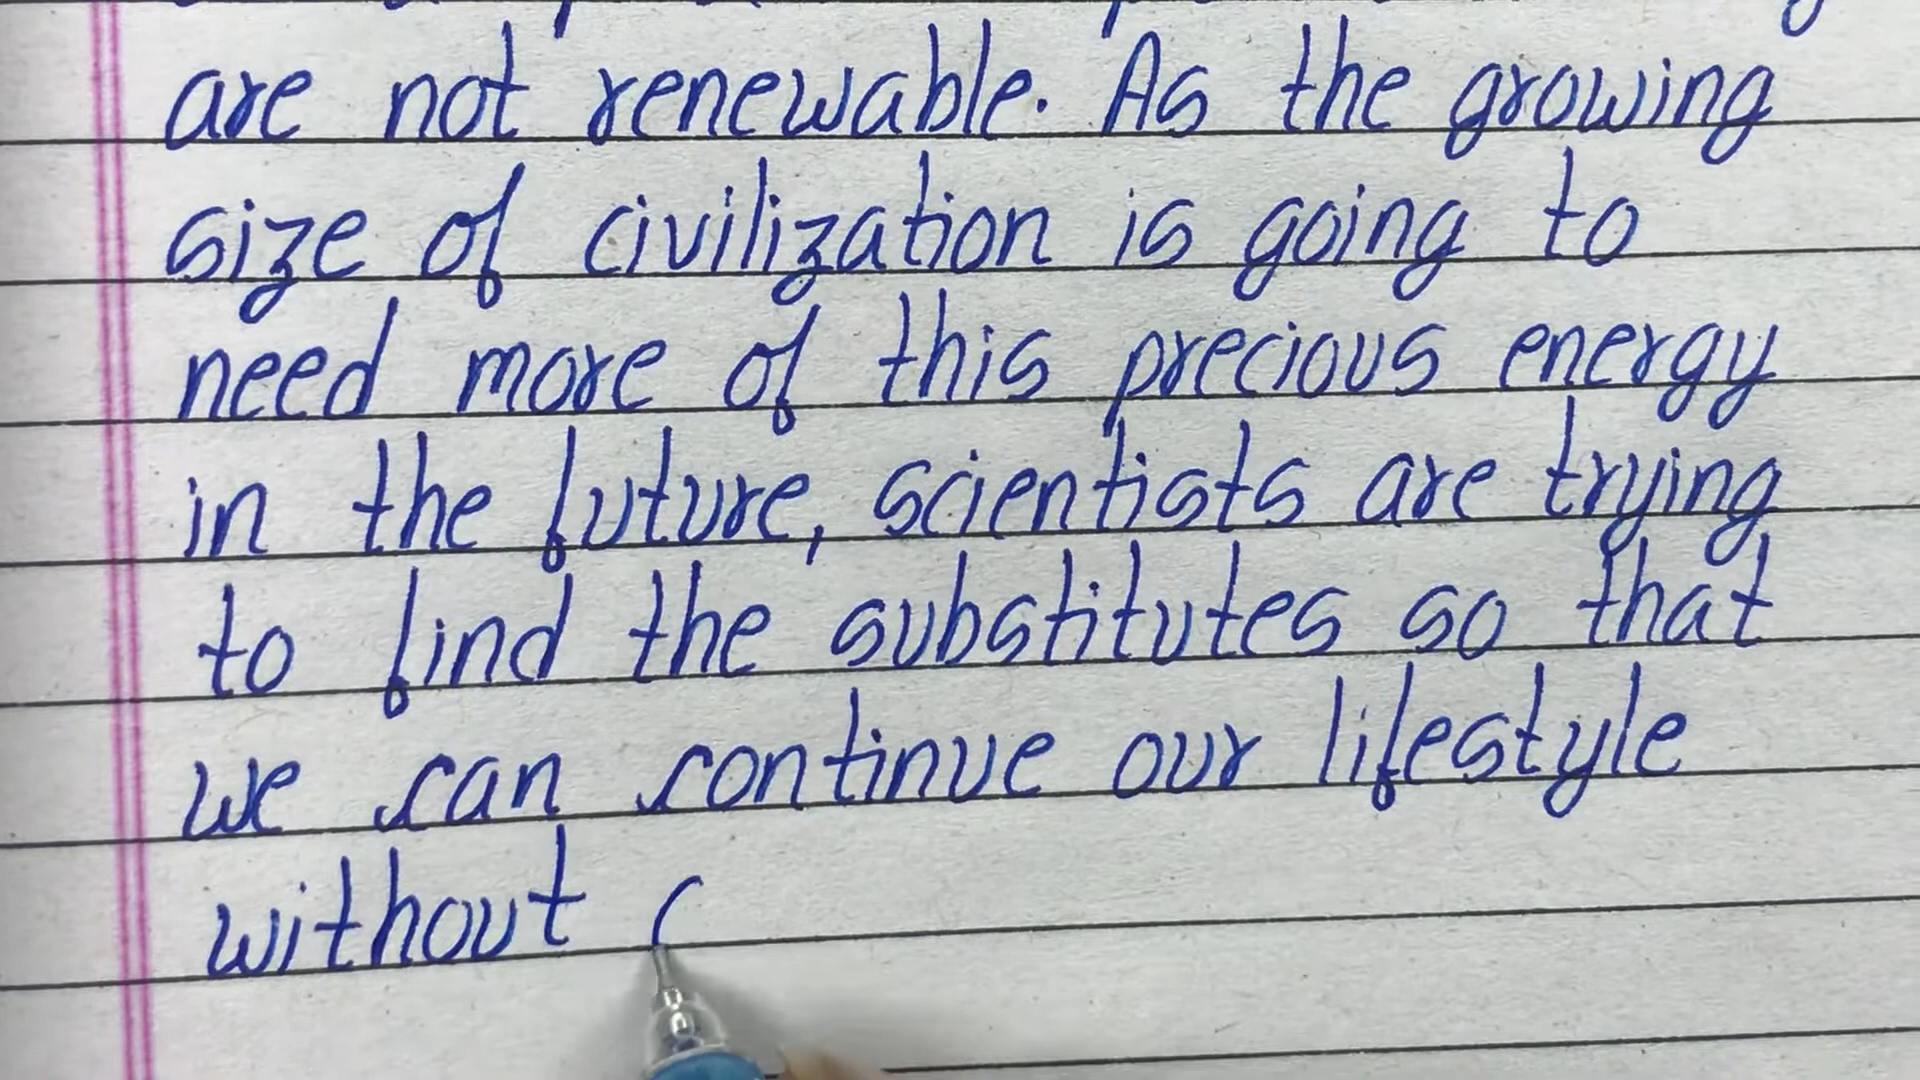 are not renewable. As the growing
size of civilization is going to
need more of this precious energy
in the future, scientists are trying
to find the substitutes so that
we can continue our lifestyle
without